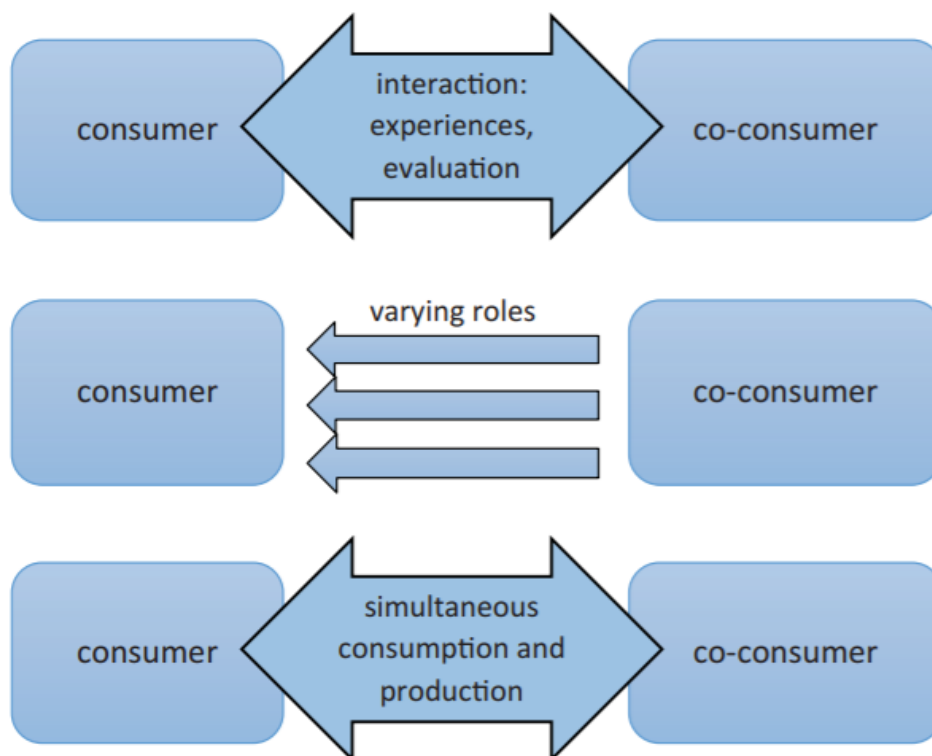 consumer
interaction:
experiences,
evaluation
co-consumer
varying roles
consumer
co-consumer
consumer
simultaneous
consumption and
production
co-consumer